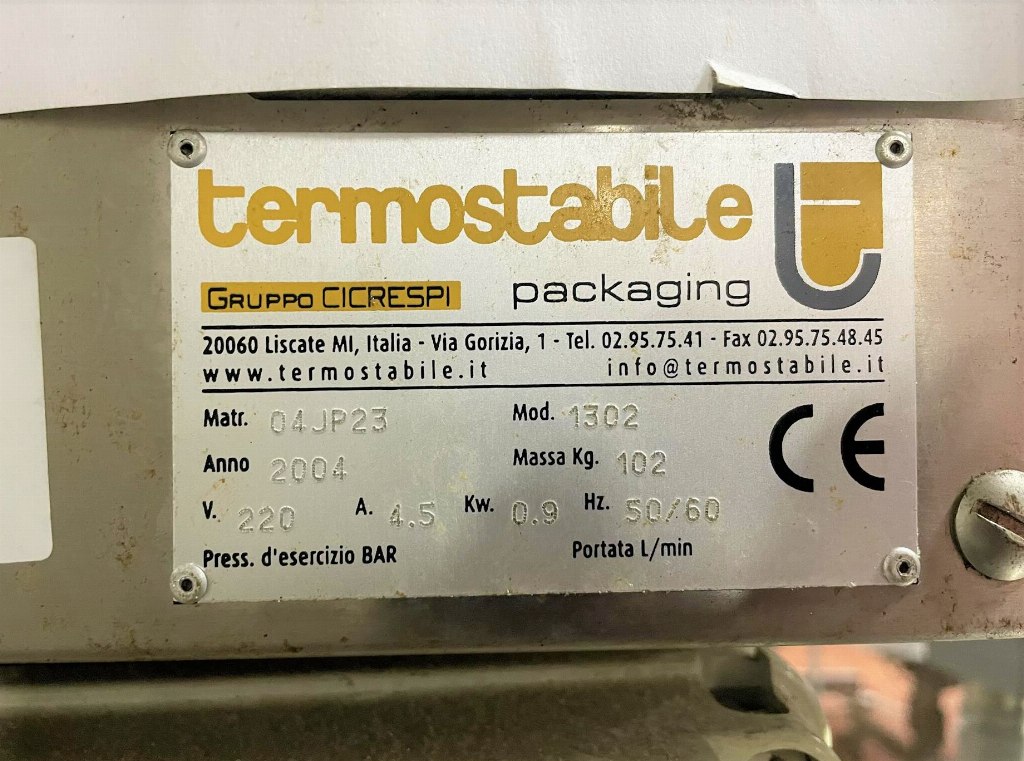 termostabile
GRUPPO CICRESPI packaging
20060 Liscate MI, Italia - Via Gorizia, 1 - Tel. 02.95.75.41 - Fax 02.95.75.48.45
www.termostabile.it info@termostabile.it
Matr. 04JP23 Mod. 1302
Anno 2004 Massa Kg. 102
V. 220 A. 4.5 Kw. 0.9 Hz. 50/60
Press. d'esercizio BAR Portata L/min
CE